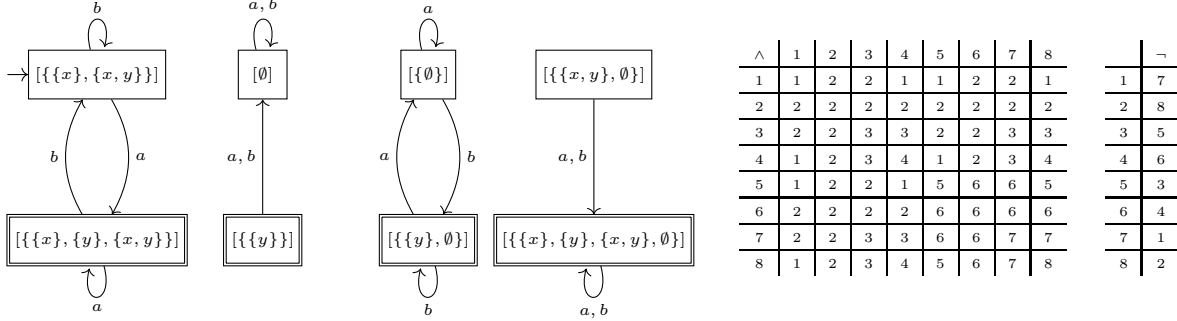 b
a, b
a
[{{x}, {x, y}}]
[∅]
[{∅}]
[{{x, y}, ∅}]
b
a
a, b
a
b
a, b
[{{x}, {y}, {x, y}}]
[{{y}}]
[{{y}, ∅}]
[{{x}, {y}, {x, y}, ∅}]
a
b
a, b
∧ 1 2 3 4 5 6 7 8
1 1 2 2 1 1 2 2 1
2 2 2 2 2 2 2 2 2
3 2 2 3 3 2 2 3 3
4 1 2 3 4 1 2 3 4
5 1 2 2 1 5 6 6 5
6 2 2 2 2 6 6 6 6
7 2 2 3 3 6 6 7 7
8 1 2 3 4 5 6 7 8
¬
1 7
2 8
3 5
4 6
5 3
6 4
7 1
8 2